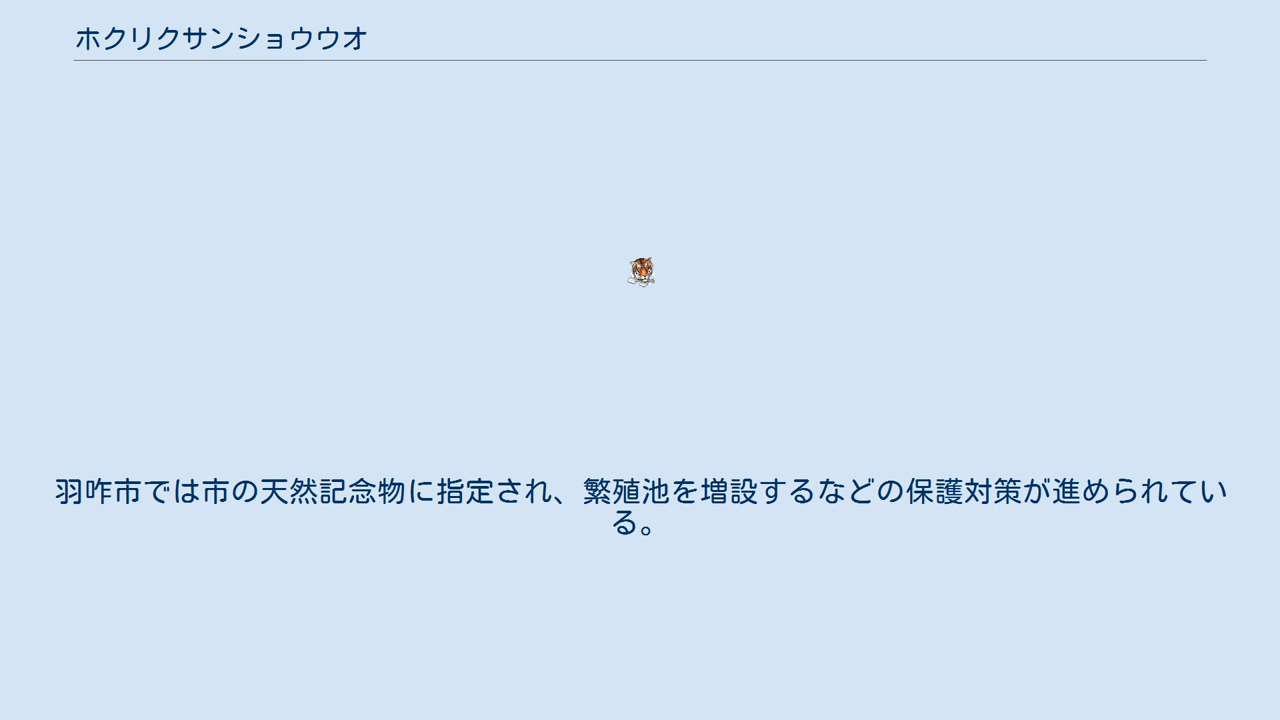 ホクリクサンショウウオ
羽咋市では市の天然記念物に指定され、繁殖池を増設するなどの保護対策が進められてい
る。